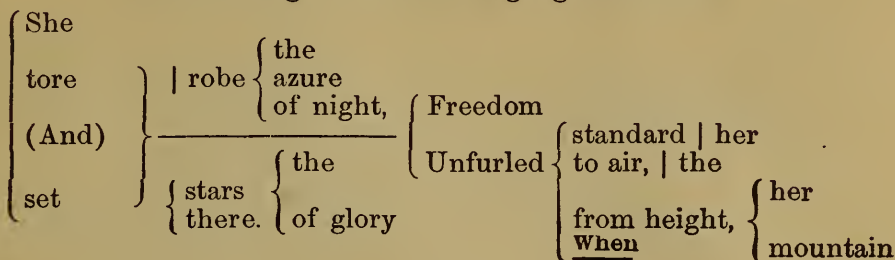 She
tore | robe the
azure
of night,
(And) Freedom
Unfurled standard | her
to air, | the
from height, her
mountain
When
set stars the
there. of glory